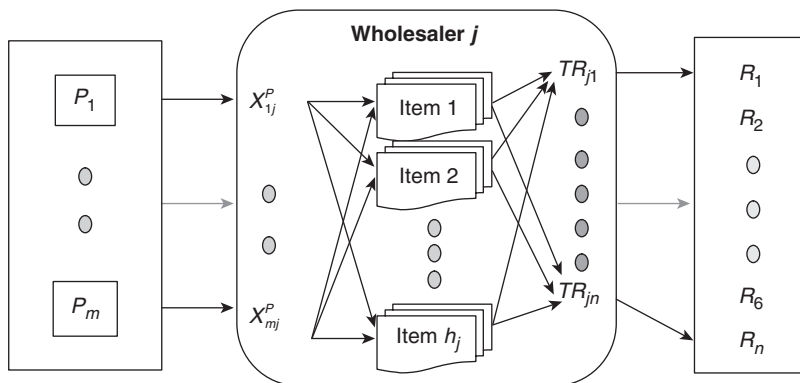 Wholesaler j
P₁
Pₘ
X₁ⱼᴾ
Xₘⱼᴾ
Item 1
Item 2
Item hⱼ
TRⱼ₁
TRⱼₙ
R₁
R₂
R₆
Rₙ